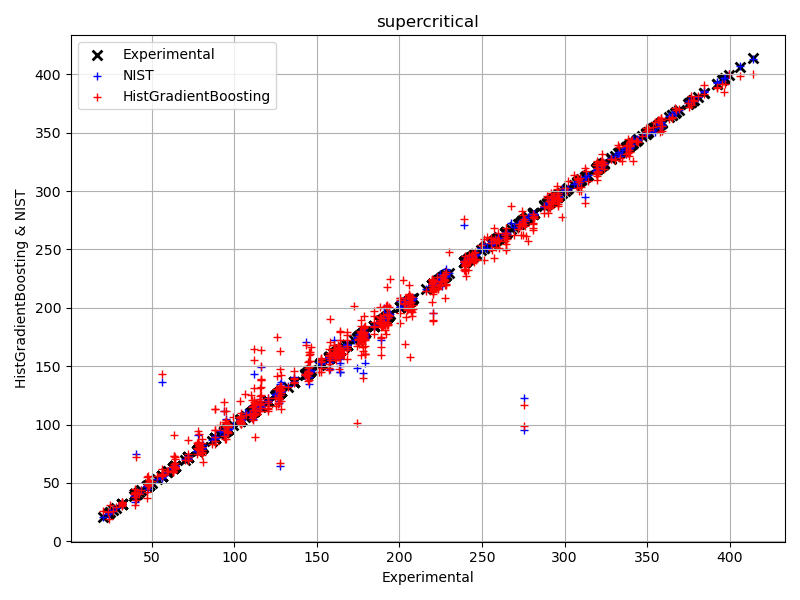 supercritical
Experimental
NIST
HistGradientBoosting
HistGradientBoosting & NIST
400
350
300
250
200
150
100
50
0
50 100 150 200 250 300 350 400
Experimental